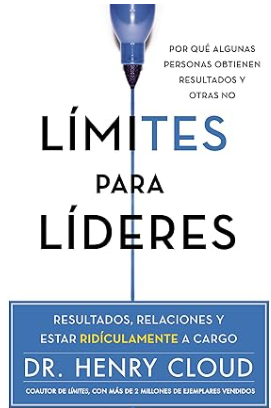 POR QUÉ ALGUNAS
PERSONAS OBTIENEN
RESULTADOS Y
OTRAS NO
LÍMITES
PARA
LÍDERES
RESULTADOS, RELACIONES Y
ESTAR RIDÍCULAMENTE A CARGO
DR. HENRY CLOUD
COAUTOR DE LÍMITES, CON MÁS DE 2 MILLONES DE EJEMPLARES VENDIDOS